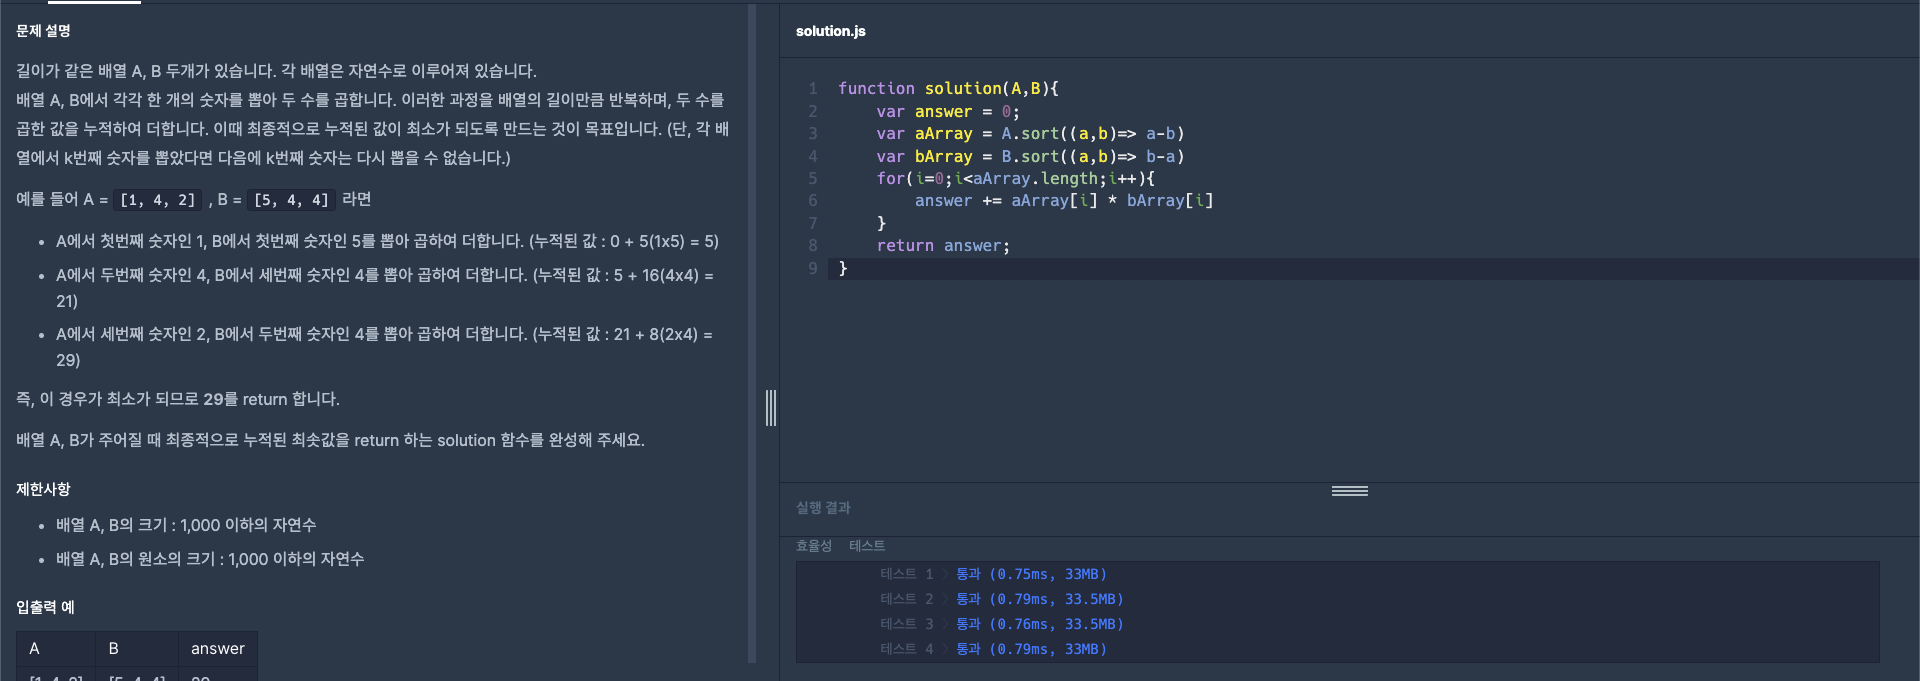 문제 설명
길이가 같은 배열 A, B 두개가 있습니다. 각 배열은 자연수로 이루어져 있습니다.
배열 A, B에서 각각 한 개의 숫자를 뽑아 두 수를 곱합니다. 이러한 과정을 배열의 길이만큼 반복하며, 두 수를
곱한 값을 누적하여 더합니다. 이때 최종적으로 누적된 값이 최소가 되도록 만드는 것이 목표입니다. (단, 각 배
열에서 k번째 숫자를 뽑았다면 다음에 k번째 숫자는 다시 뽑을 수 없습니다.)
예를 들어 A = [1, 4, 2] , B = [5, 4, 4] 라면
• A에서 첫번째 숫자인 1, B에서 첫번째 숫자인 5를 뽑아 곱하여 더합니다. (누적된 값 : 0 + 5(1x5) = 5)
• A에서 두번째 숫자인 4, B에서 세번째 숫자인 4를 뽑아 곱하여 더합니다. (누적된 값 : 5 + 16(4x4) =
21)
• A에서 세번째 숫자인 2, B에서 두번째 숫자인 4를 뽑아 곱하여 더합니다. (누적된 값 : 21 + 8(2x4) =
29)
즉, 이 경우가 최소가 되므로 29를 return 합니다.
배열 A, B가 주어질 때 최종적으로 누적된 최솟값을 return 하는 solution 함수를 완성해 주세요.
제한사항
• 배열 A, B의 크기 : 1,000 이하의 자연수
• 배열 A, B의 원소의 크기 : 1,000 이하의 자연수
입출력 예
A B answer
[1, 4, 2] [5, 4, 4] 29
solution.js
1 function solution(A,B){
2     var answer = 0;
3     var aArray = A.sort((a,b)=> a-b)
4     var bArray = B.sort((a,b)=> b-a)
5     for(i=0;i<aArray.length;i++){
6         answer += aArray[i] * bArray[i]
7     }
8     return answer;
9 }
실행 결과
효율성 테스트
테스트 1 > 통과 (0.75ms, 33MB)
테스트 2 > 통과 (0.79ms, 33.5MB)
테스트 3 > 통과 (0.76ms, 33.5MB)
테스트 4 > 통과 (0.79ms, 33MB)